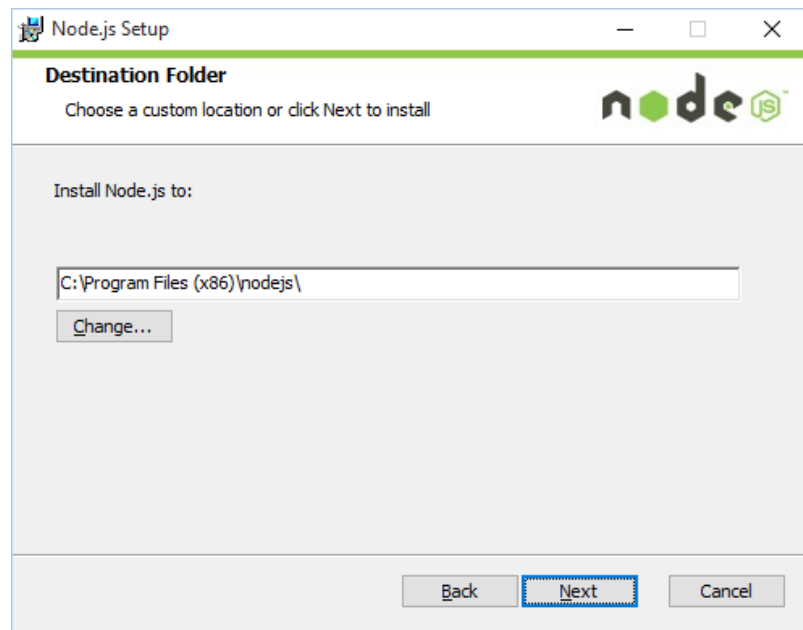 Node.js Setup
Destination Folder
Choose a custom location or click Next to install
node JS
Install Node.js to:
C:\Program Files (x86)\nodejs\
Change...
Back
Next
Cancel